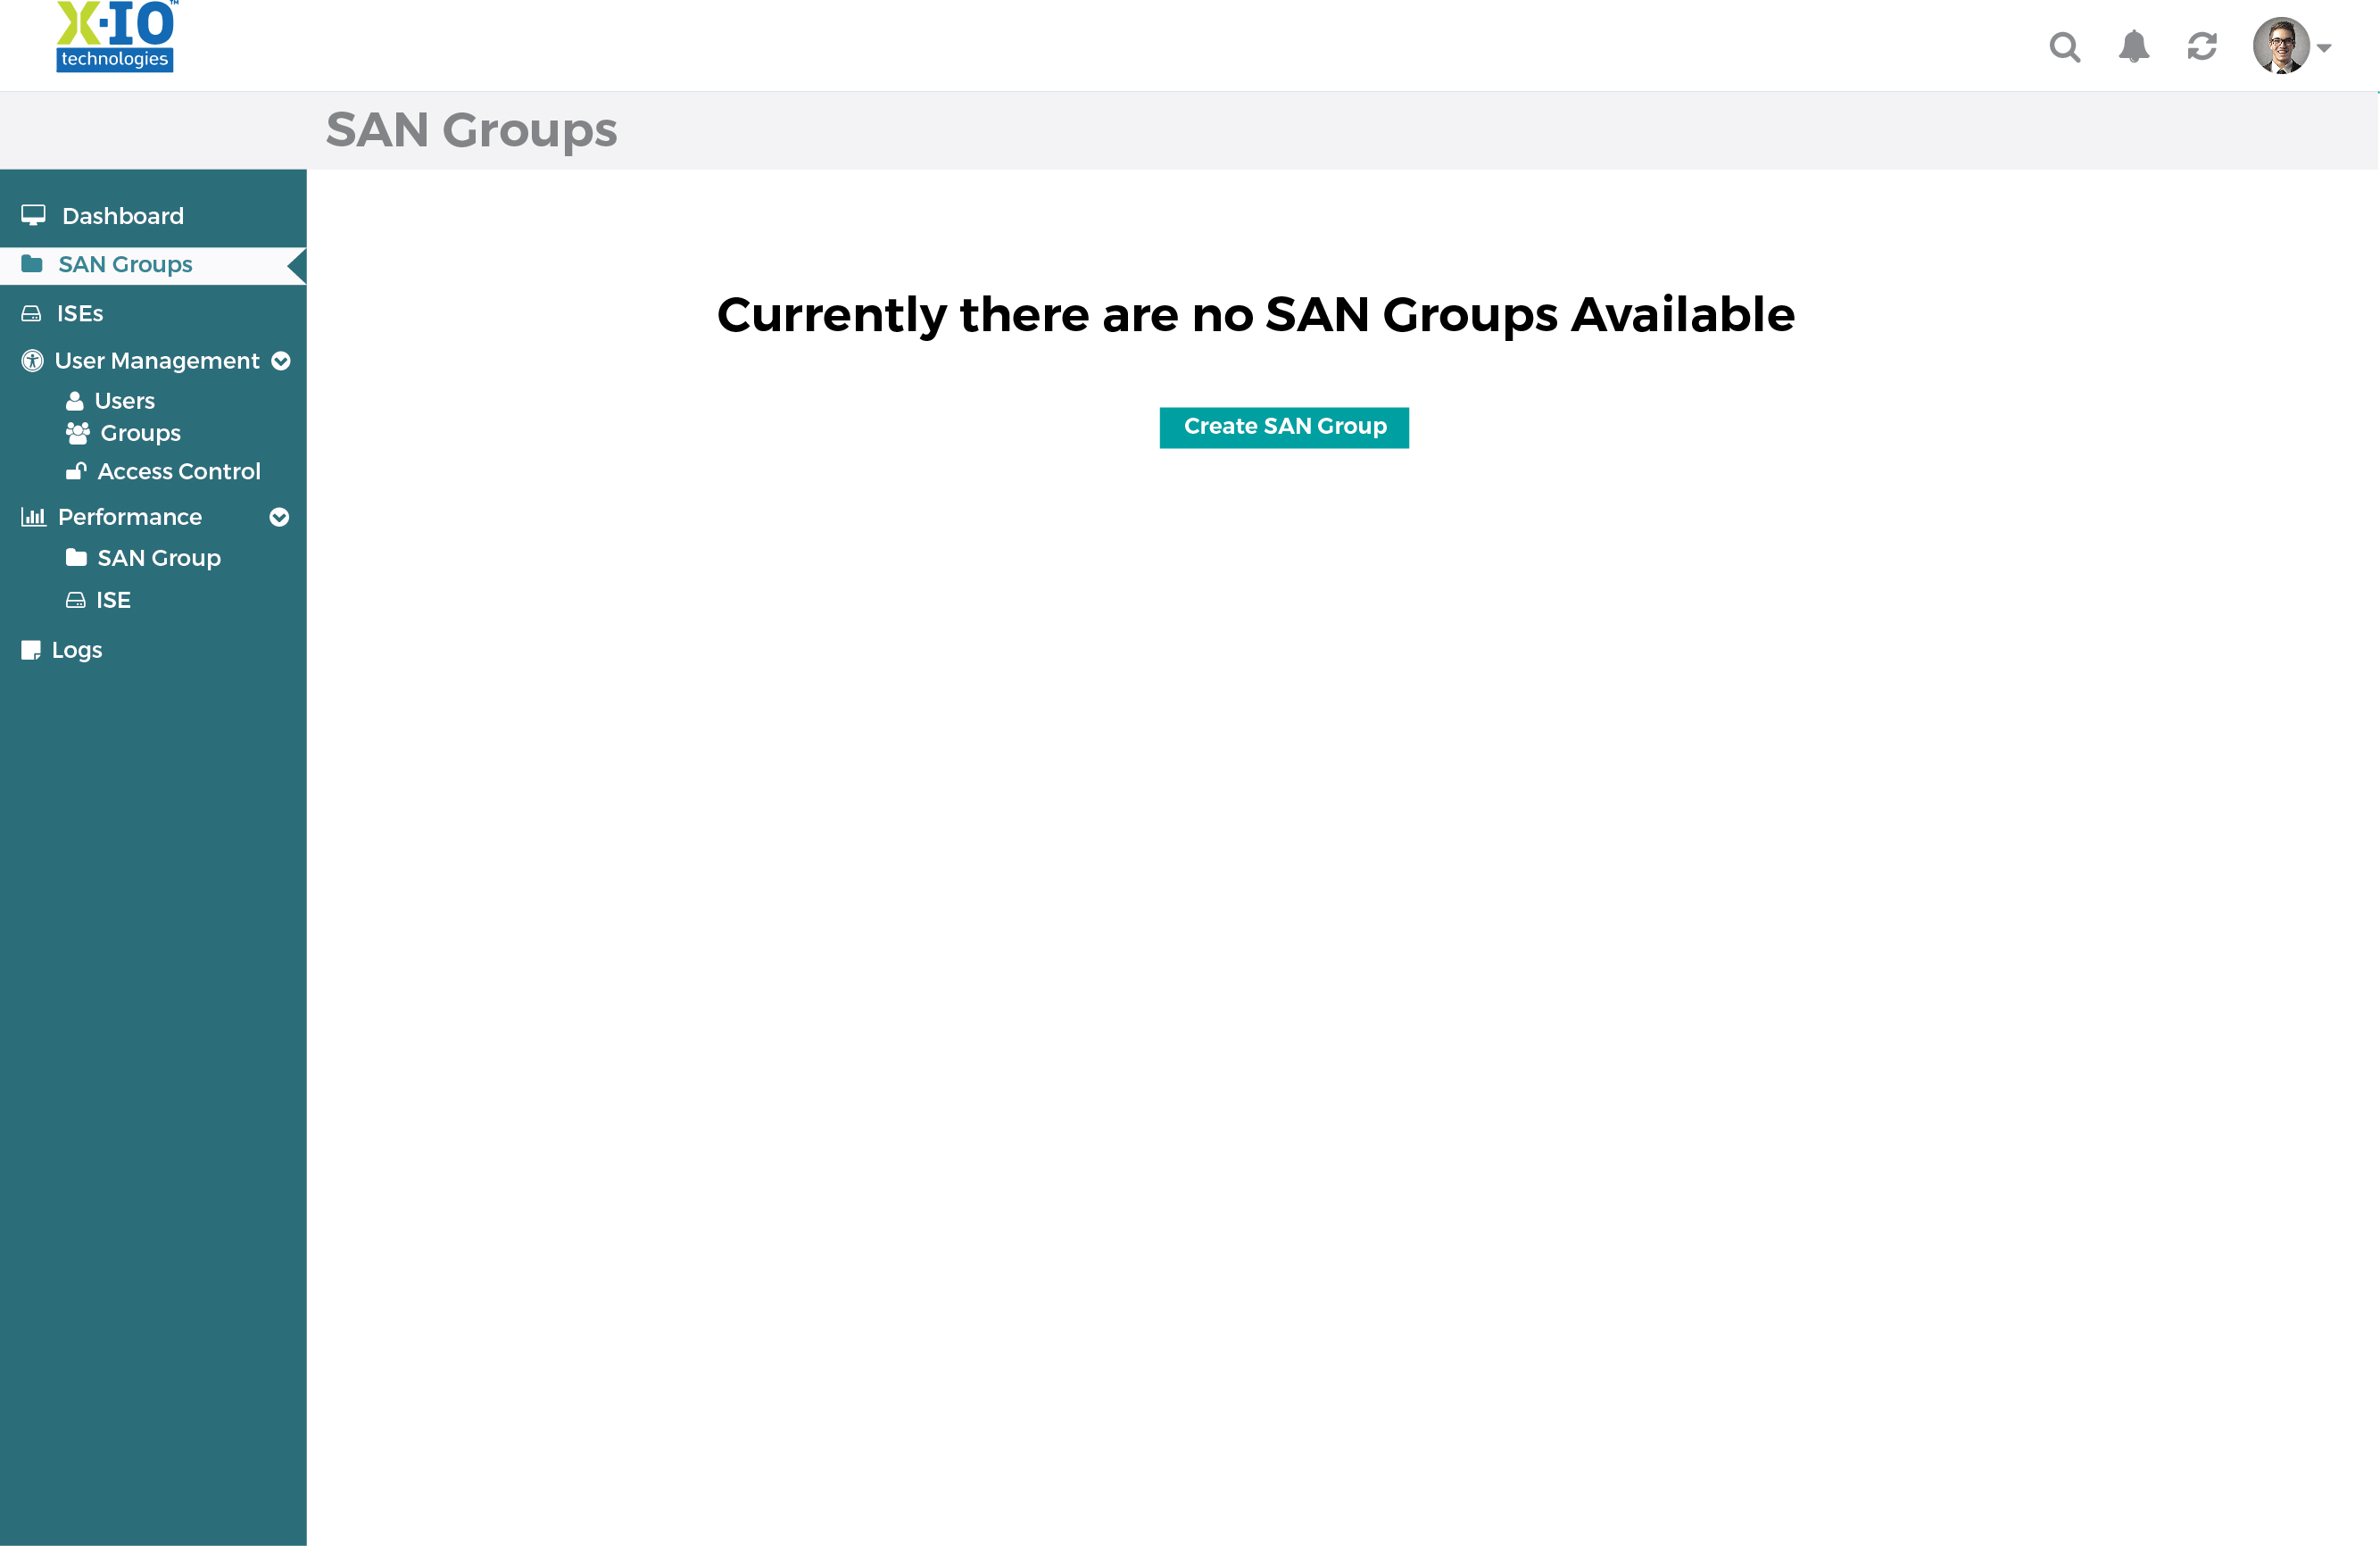 X-IO™
technologies
SAN Groups
Dashboard
SAN Groups
ISEs
User Management
Users
Groups
Access Control
Performance
SAN Group
ISE
Logs
Currently there are no SAN Groups Available
Create SAN Group